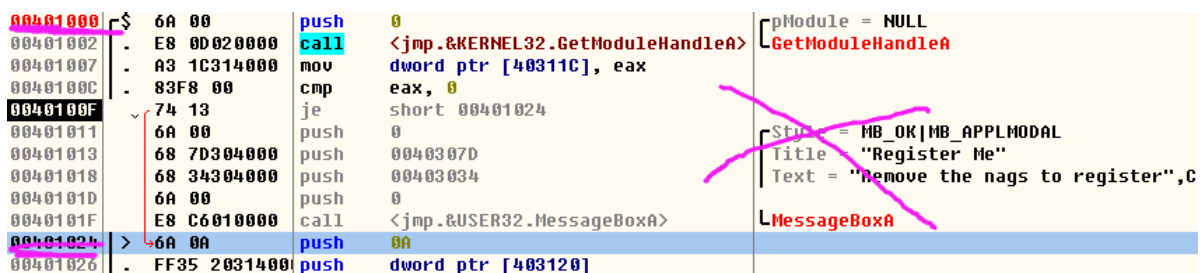 00401000 $ 6A 00 push 0 pModule = NULL
00401002 . E8 0D020000 call <jmp.&KERNEL32.GetModuleHandleA> GetModuleHandleA
00401007 . A3 1C314000 mov dword ptr [40311C], eax
0040100C . 83F8 00 cmp eax, 0
0040100F 74 13 je short 00401024
00401011 6A 00 push 0 Style = MB_OK|MB_APPLMODAL
00401013 68 7D304000 push 0040307D Title = "Register Me"
00401018 68 34304000 push 00403034 Text = "Remove the nags to register",C
0040101D 6A 00 push 0
0040101F E8 C6010000 call <jmp.&USER32.MessageBoxA> MessageBoxA
00401024 > 6A 0A push 0A
00401026 . FF35 20314000 push dword ptr [403120]